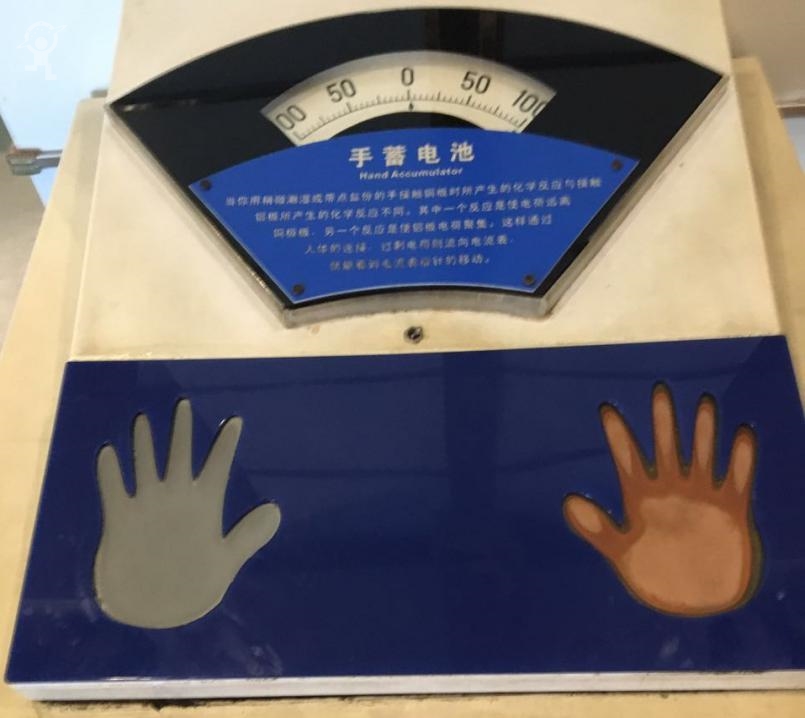 00 50 0 50 100
手蓄电池
Hand Accumulator
当你用稍微潮湿或带点盐份的手接触铜板时所产生的化学反应与接触
铝板所产生的化学反应不同。其中一个反应是使电荷远离
铜极板，另一个反应是使铝板电荷聚集。这样通过
人体的连接，过剩电荷则流向电流表，
便能看到电流表指针的移动。